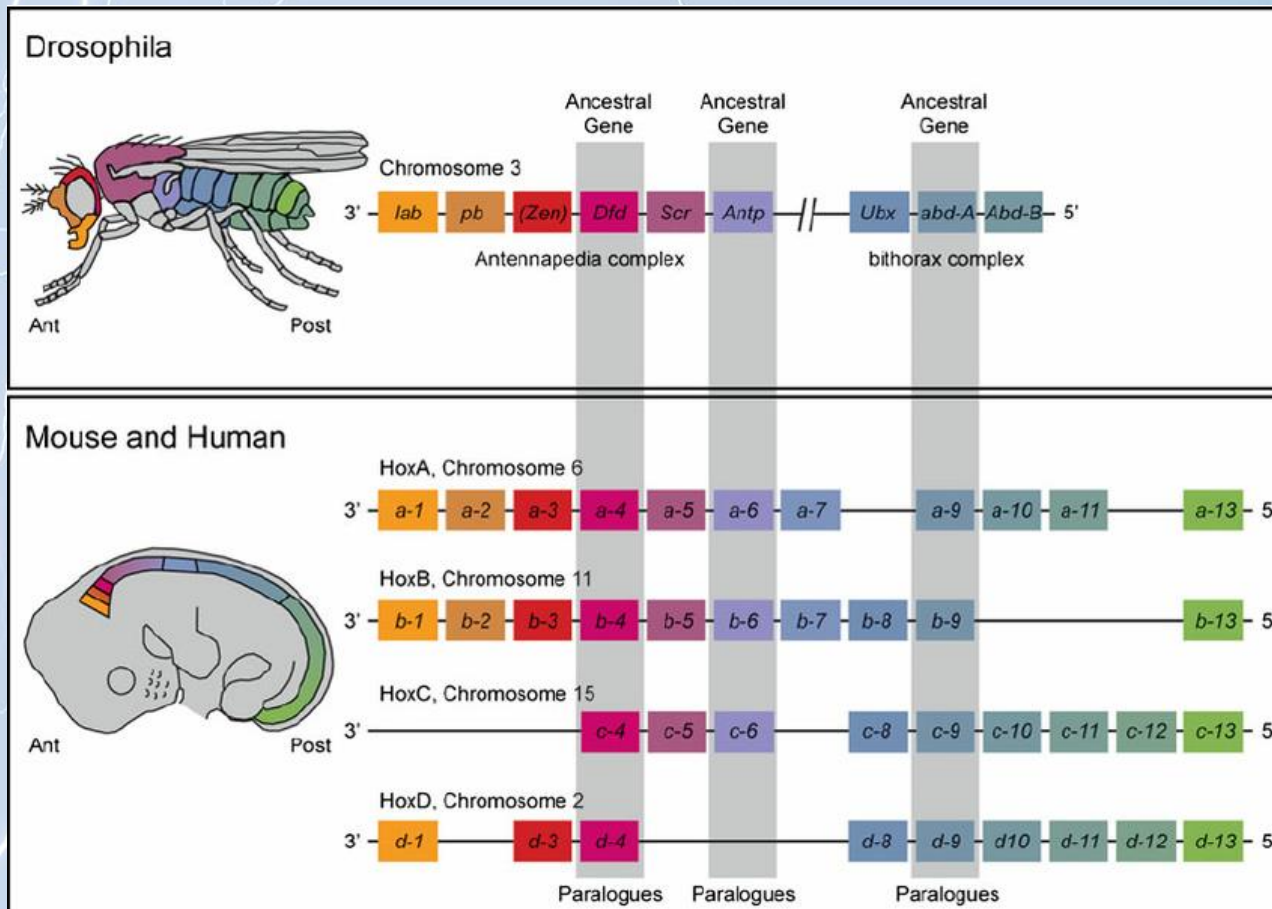 Drosophila
Ancestral Gene
Ancestral Gene
Ancestral Gene
Chromosome 3
3' lab pb (Zen) Dfd Scr Antp Ubx abd-A Abd-B 5'
Antennapedia complex
bithorax complex
Ant
Post
Mouse and Human
HoxA, Chromosome 6
3' a-1 a-2 a-3 a-4 a-5 a-6 a-7 a-9 a-10 a-11 a-13 5'
HoxB, Chromosome 11
3' b-1 b-2 b-3 b-4 b-5 b-6 b-7 b-8 b-9 b-13 5'
HoxC, Chromosome 15
3' c-4 c-5 c-6 c-8 c-9 c-10 c-11 c-12 c-13 5'
Ant
Post
HoxD, Chromosome 2
3' d-1 d-3 d-4 d-8 d-9 d10 d-11 d-12 d-13 5'
Paralogues
Paralogues
Paralogues